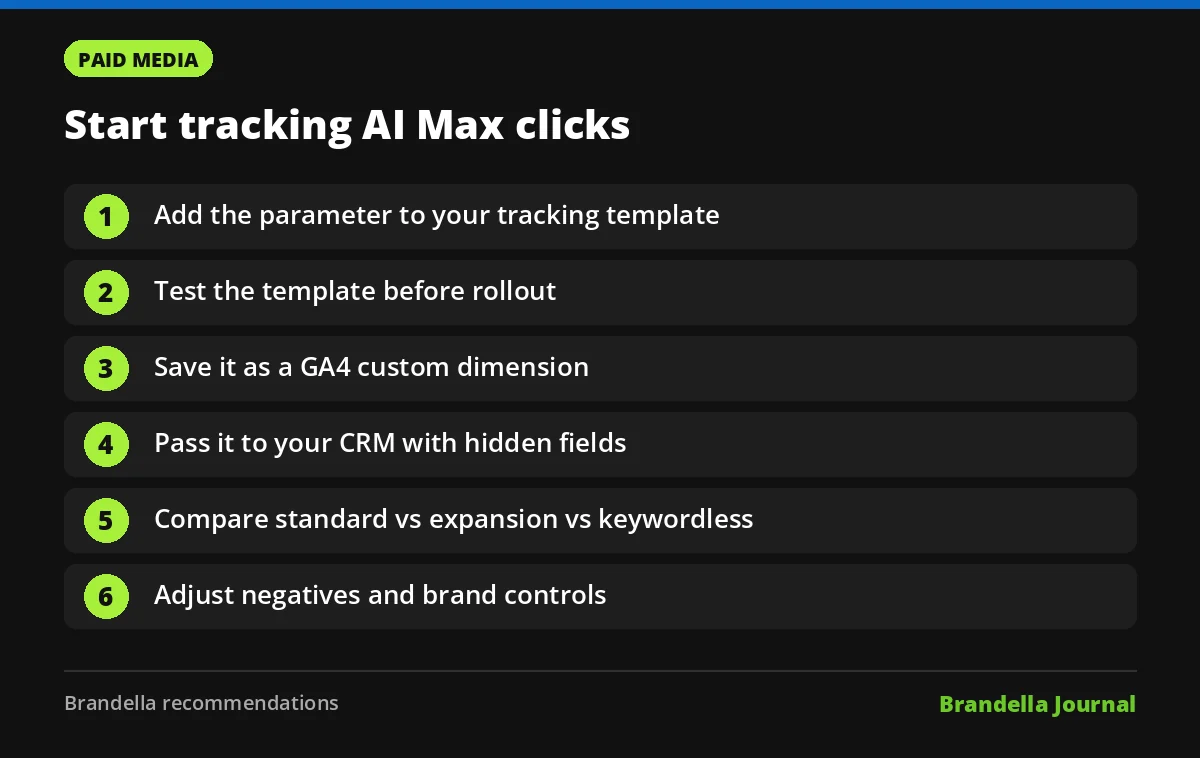 PAID MEDIA
Start tracking AI Max clicks
1 Add the parameter to your tracking template
2 Test the template before rollout
3 Save it as a GA4 custom dimension
4 Pass it to your CRM with hidden fields
5 Compare standard vs expansion vs keywordless
6 Adjust negatives and brand controls
Brandella recommendations
Brandella Journal